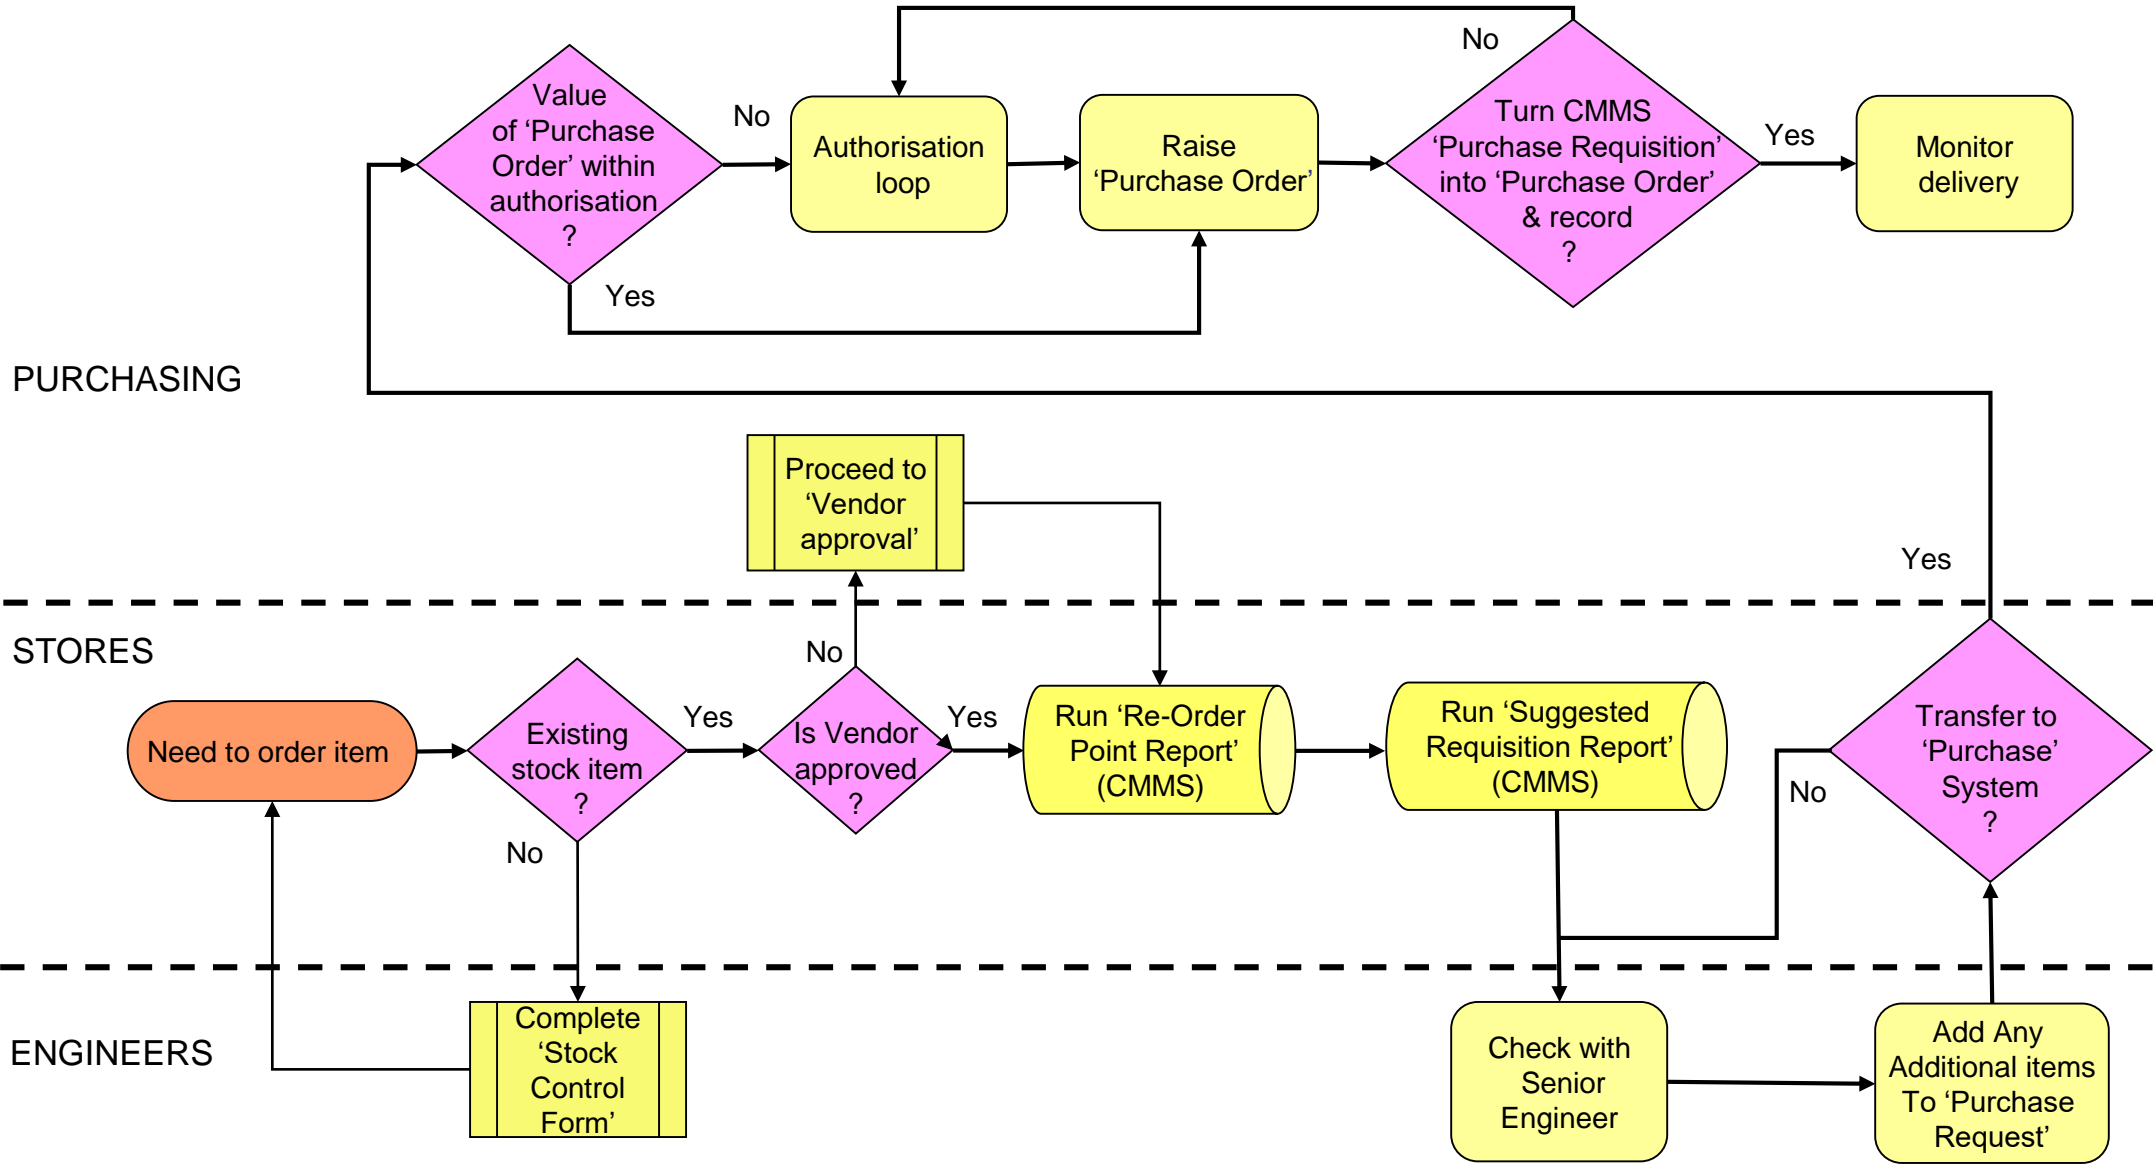 No
Value
of ‘Purchase
Order’ within
authorisation
?
No
Authorisation
loop
Raise
‘Purchase Order’
Turn CMMS
‘Purchase Requisition’
into ‘Purchase Order’
& record
?
Yes
Monitor
delivery
Yes
PURCHASING
Proceed to
‘Vendor
approval’
Yes
STORES
No
Need to order item
Existing
stock item
?
Yes
Is Vendor
approved
?
Yes
Run ‘Re-Order
Point Report’
(CMMS)
Run ‘Suggested
Requisition Report’
(CMMS)
Transfer to
‘Purchase’
System
?
No
No
ENGINEERS
Complete
‘Stock
Control
Form’
Check with
Senior
Engineer
Add Any
Additional items
To ‘Purchase
Request’